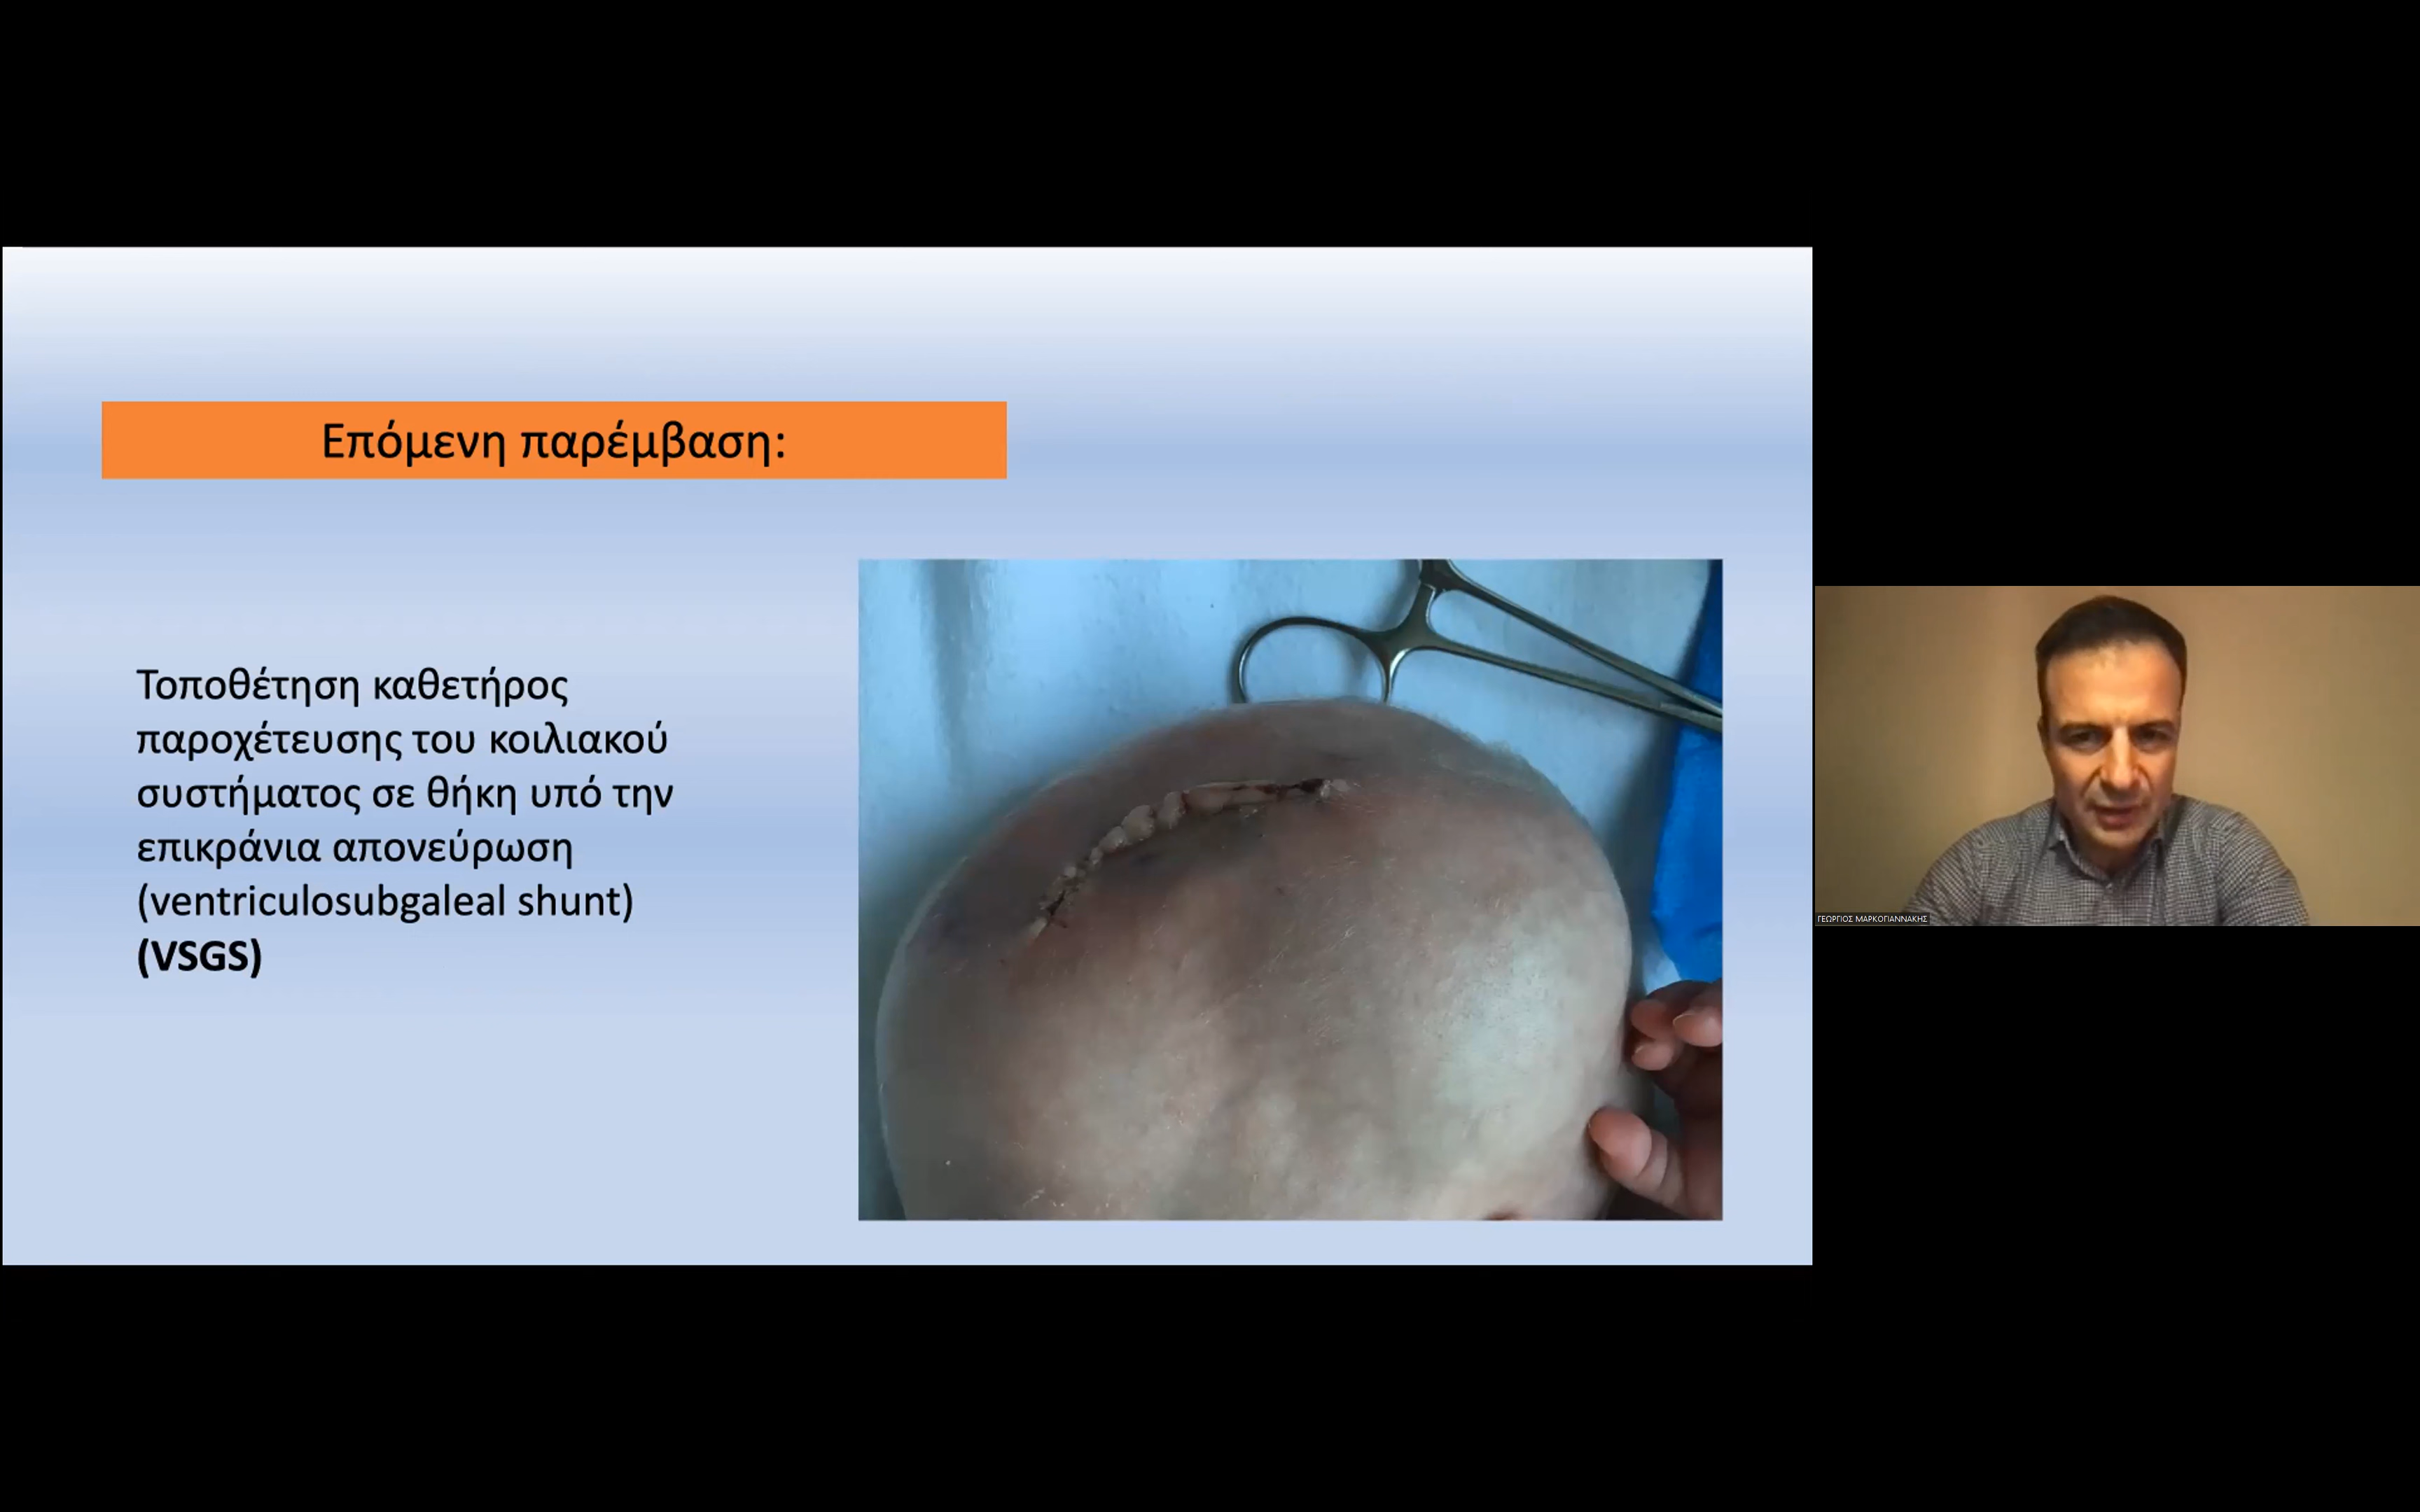 Επόμενη παρέμβαση:
Τοποθέτηση καθετήρος
παροχέτευσης του κοιλιακού
συστήματος σε θήκη υπό την
επικράνια απονεύρωση
(ventriculosubgaleal shunt)
(VSGS)
ΓΕΩΡΓΙΟΣ ΜΑΡΚΟΓΙΑΝΝΑΚΗΣ